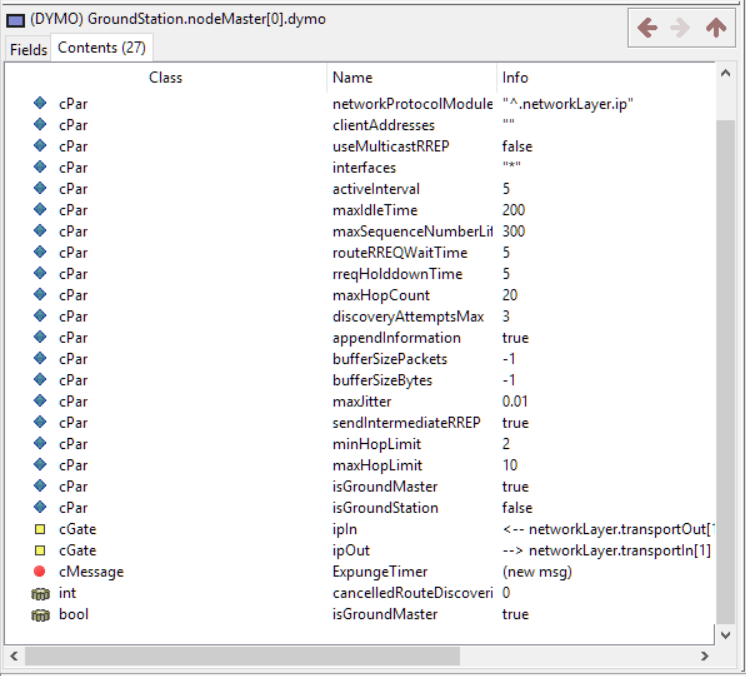 (DYMO) GroundStation.nodeMaster[0].dymo
Fields Contents (27)
Class Name Info
cPar networkProtocolModule "^.networkLayer.ip"
cPar clientAddresses ""
cPar useMulticastRREP false
cPar interfaces "*"
cPar activeInterval 5
cPar maxIdleTime 200
cPar maxSequenceNumberLif 300
cPar routeRREQWaitTime 5
cPar rreqHolddownTime 5
cPar maxHopCount 20
cPar discoveryAttemptsMax 3
cPar appendInformation true
cPar bufferSizePackets -1
cPar bufferSizeBytes -1
cPar maxJitter 0.01
cPar sendIntermediateRREP true
cPar minHopLimit 2
cPar maxHopLimit 10
cPar isGroundMaster true
cPar isGroundStation false
cGate ipIn <-- networkLayer.transportOut[1
cGate ipOut --> networkLayer.transportIn[1]
cMessage ExpungeTimer (new msg)
int cancelledRouteDiscoveri 0
bool isGroundMaster true